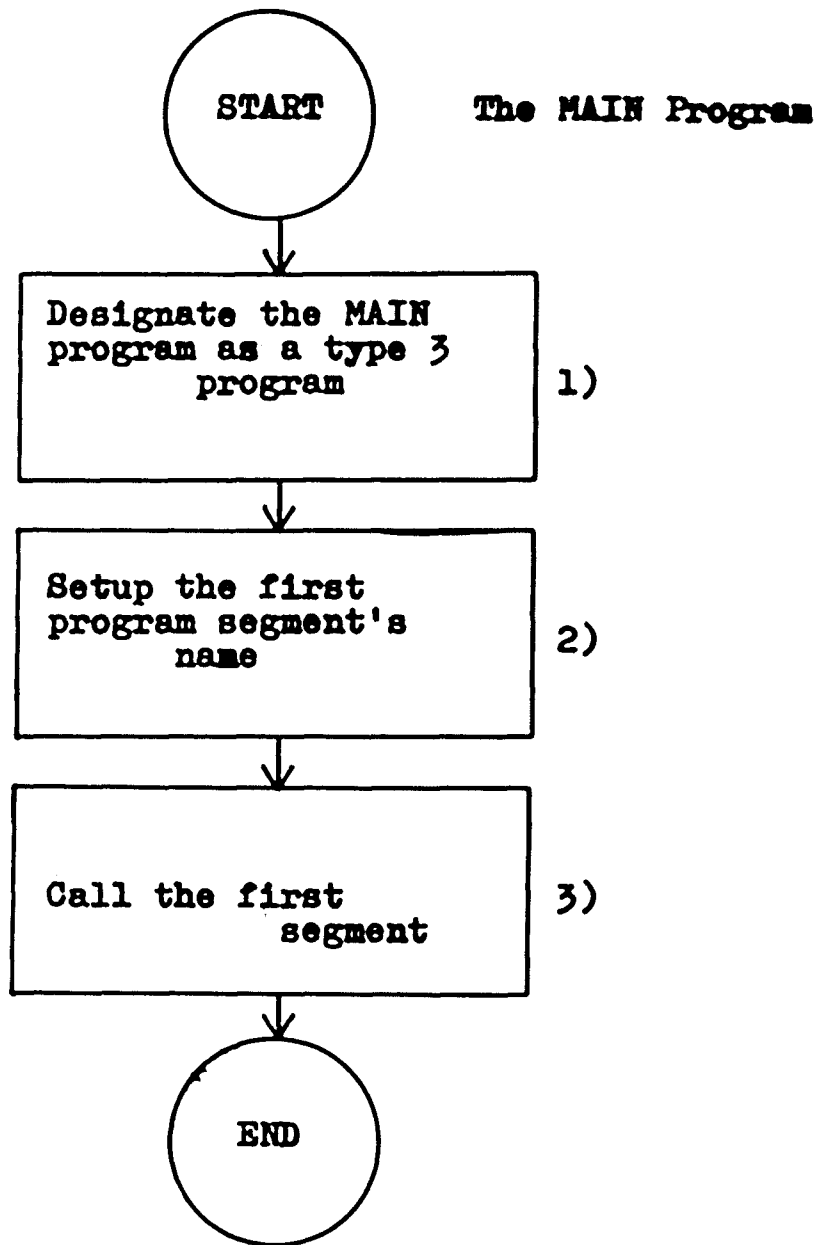 START
The MAIN Program
Designate the MAIN
program as a type 3
program
1)
Setup the first
program segment's
name
2)
Call the first
segment
3)
END